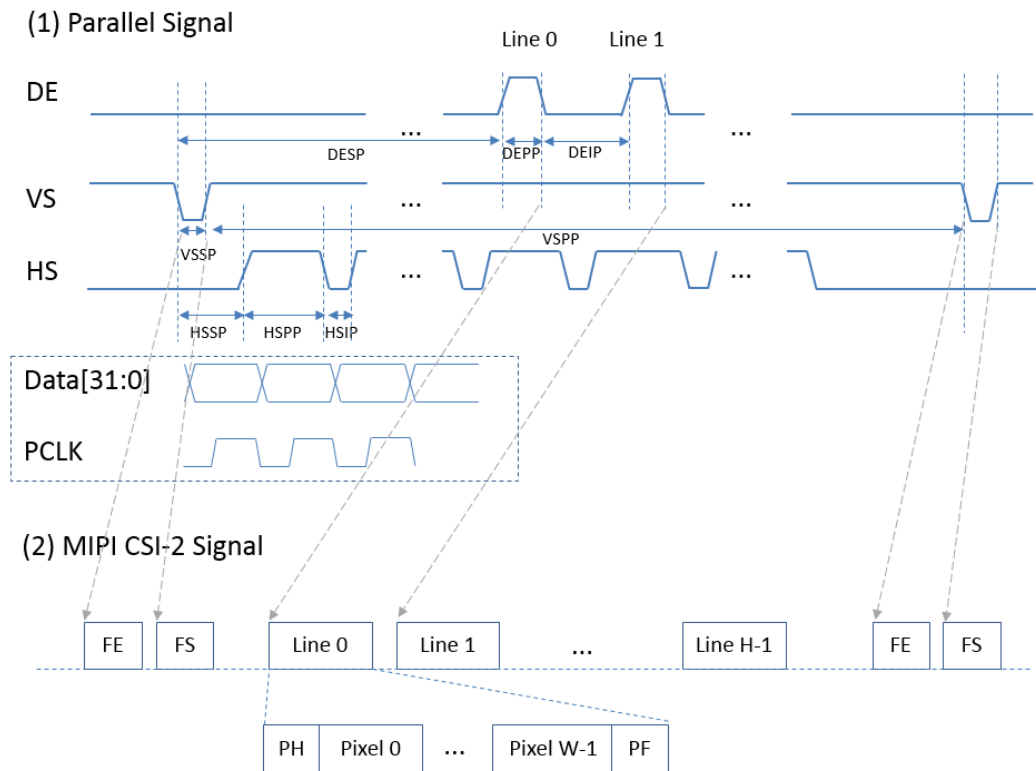 (1) Parallel Signal
Line 0 Line 1
DE
... ...
DESP DEPP DEIP
VS
... ...
VSSP VSPP
HS
... ...
HSSP HSPP HSIP
Data[31:0]
PCLK
(2) MIPI CSI-2 Signal
FE FS Line 0 Line 1 ... Line H-1 FE FS
PH Pixel 0 ... Pixel W-1 PF